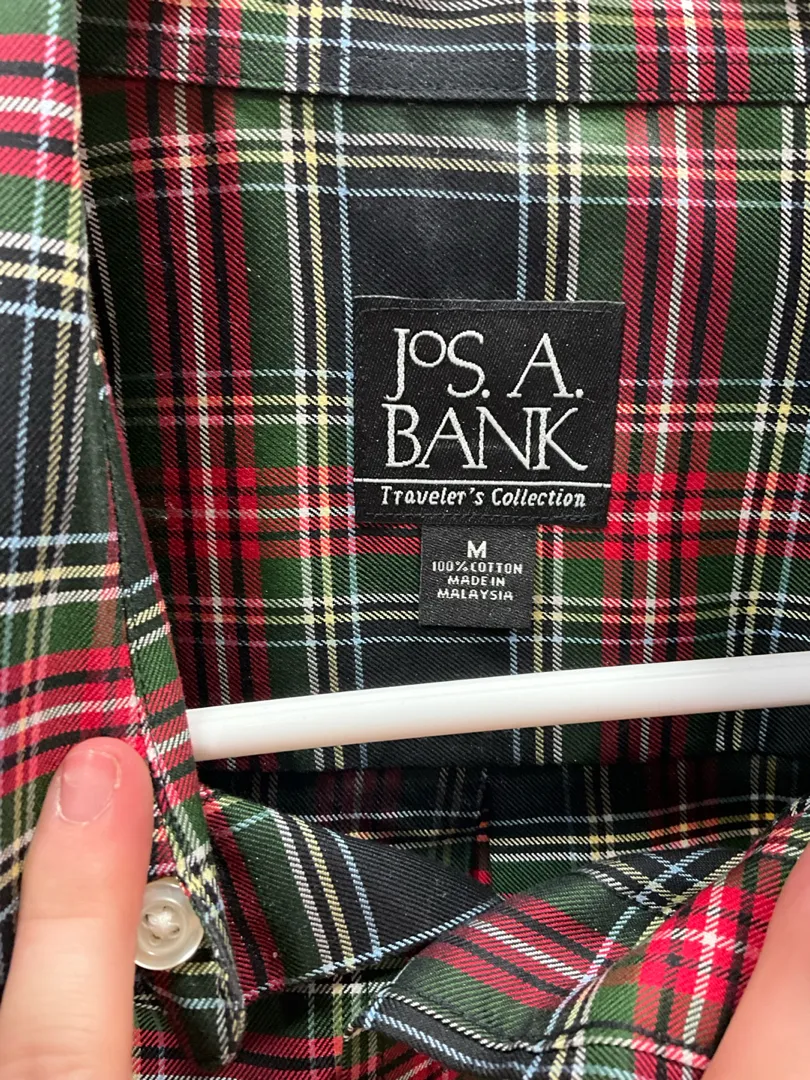 JOS. A.
BANK
Traveler's Collection
M
100% COTTON
MADE IN
MALAYSIA